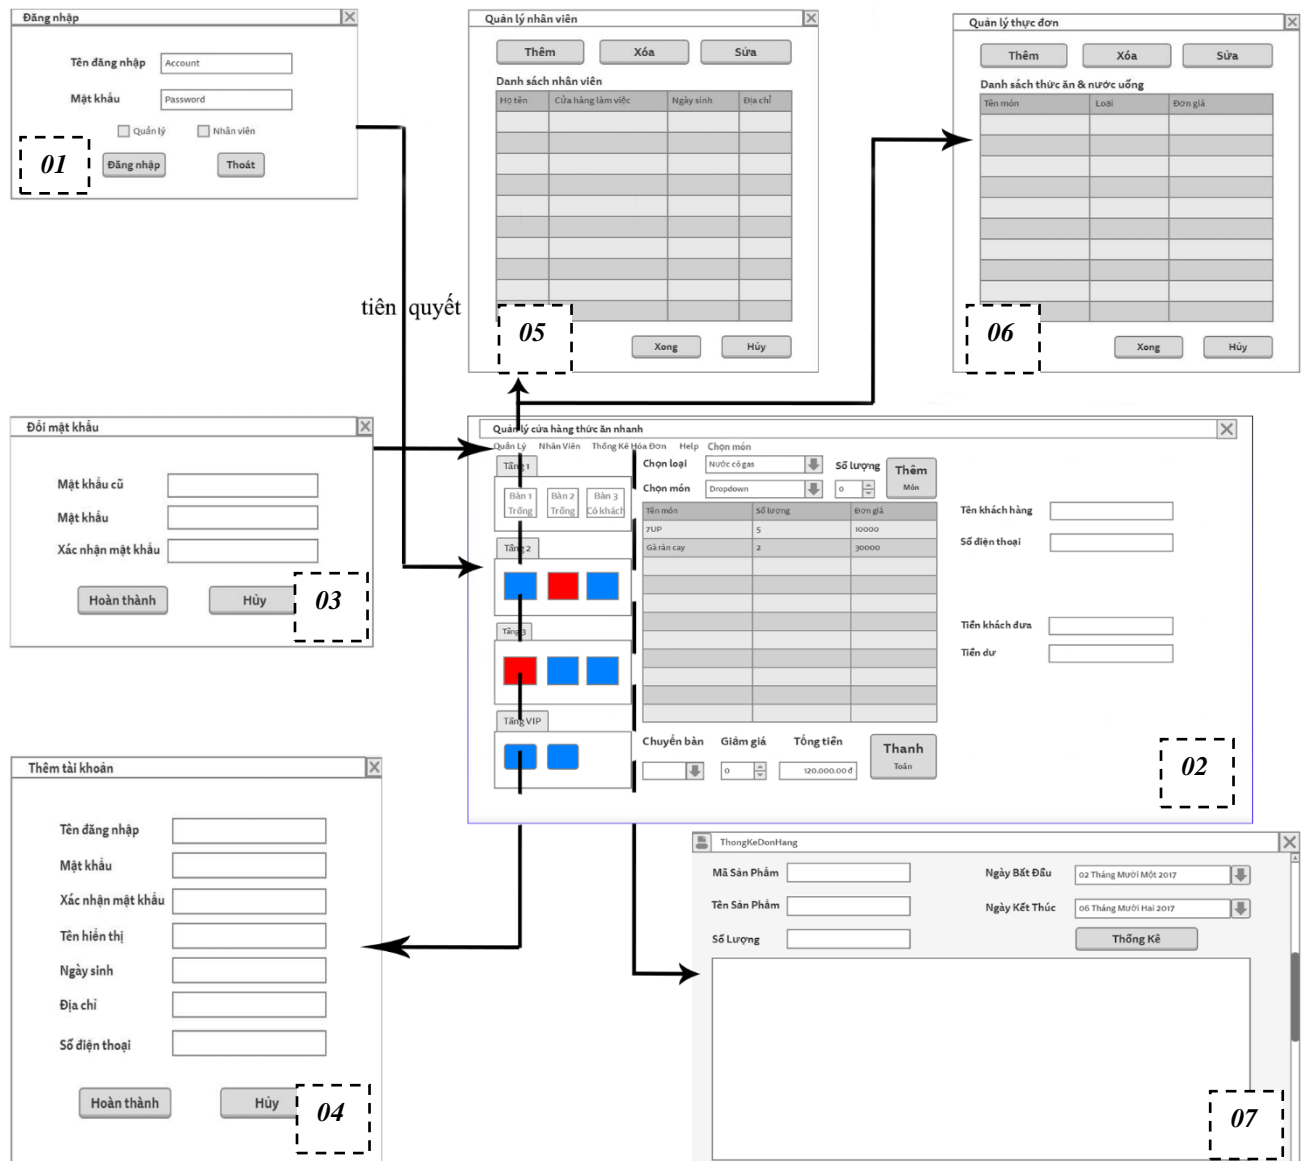 Đăng nhập
Tên đăng nhập Account
Mật khẩu Password
Quản lý Nhân viên
01
Đăng nhập Thoát
Quản lý nhân viên
Thêm Xóa Sửa
Danh sách nhân viên
Họ tên Cửa hàng làm việc Ngày sinh Địa chỉ
05
Xong Hủy
Quản lý thực đơn
Thêm Xóa Sửa
Danh sách thức ăn & nước uống
Tên món Loại Đơn giá
06
Xong Hủy
tiên quyết
Đổi mật khẩu
Mật khẩu cũ
Mật khẩu
Xác nhận mật khẩu
Hoàn thành Hủy
03
Quản lý cửa hàng thức ăn nhanh
Quản Lý Nhân Viên Thống Kê Hóa Đơn Help Chọn món
Tầng 1
Bàn 1 Bàn 2 Bàn 3
Trống Trống Có khách
Tầng 2
Tầng 3
Tầng VIP
Chọn loại Nước có gas Số lượng Thêm
Chọn món Dropdown 0 Món
Tên món Số lượng Đơn giá
7UP 5 10000
Gà rán cay 2 30000
Tên khách hàng
Số điện thoại
Tiền khách đưa
Tiền dư
Chuyển bàn Giảm giá Tổng tiền Thanh
0 120.000.00 đ Toán
02
Thêm tài khoản
Tên đăng nhập
Mật khẩu
Xác nhận mật khẩu
Tên hiển thị
Ngày sinh
Địa chỉ
Số điện thoại
Hoàn thành Hủy
04
ThongKeDonHang
Mã Sản Phẩm Ngày Bắt Đầu 02 Tháng Mười Một 2017
Tên Sản Phẩm Ngày Kết Thúc 06 Tháng Mười Hai 2017
Số Lượng Thống Kê
07